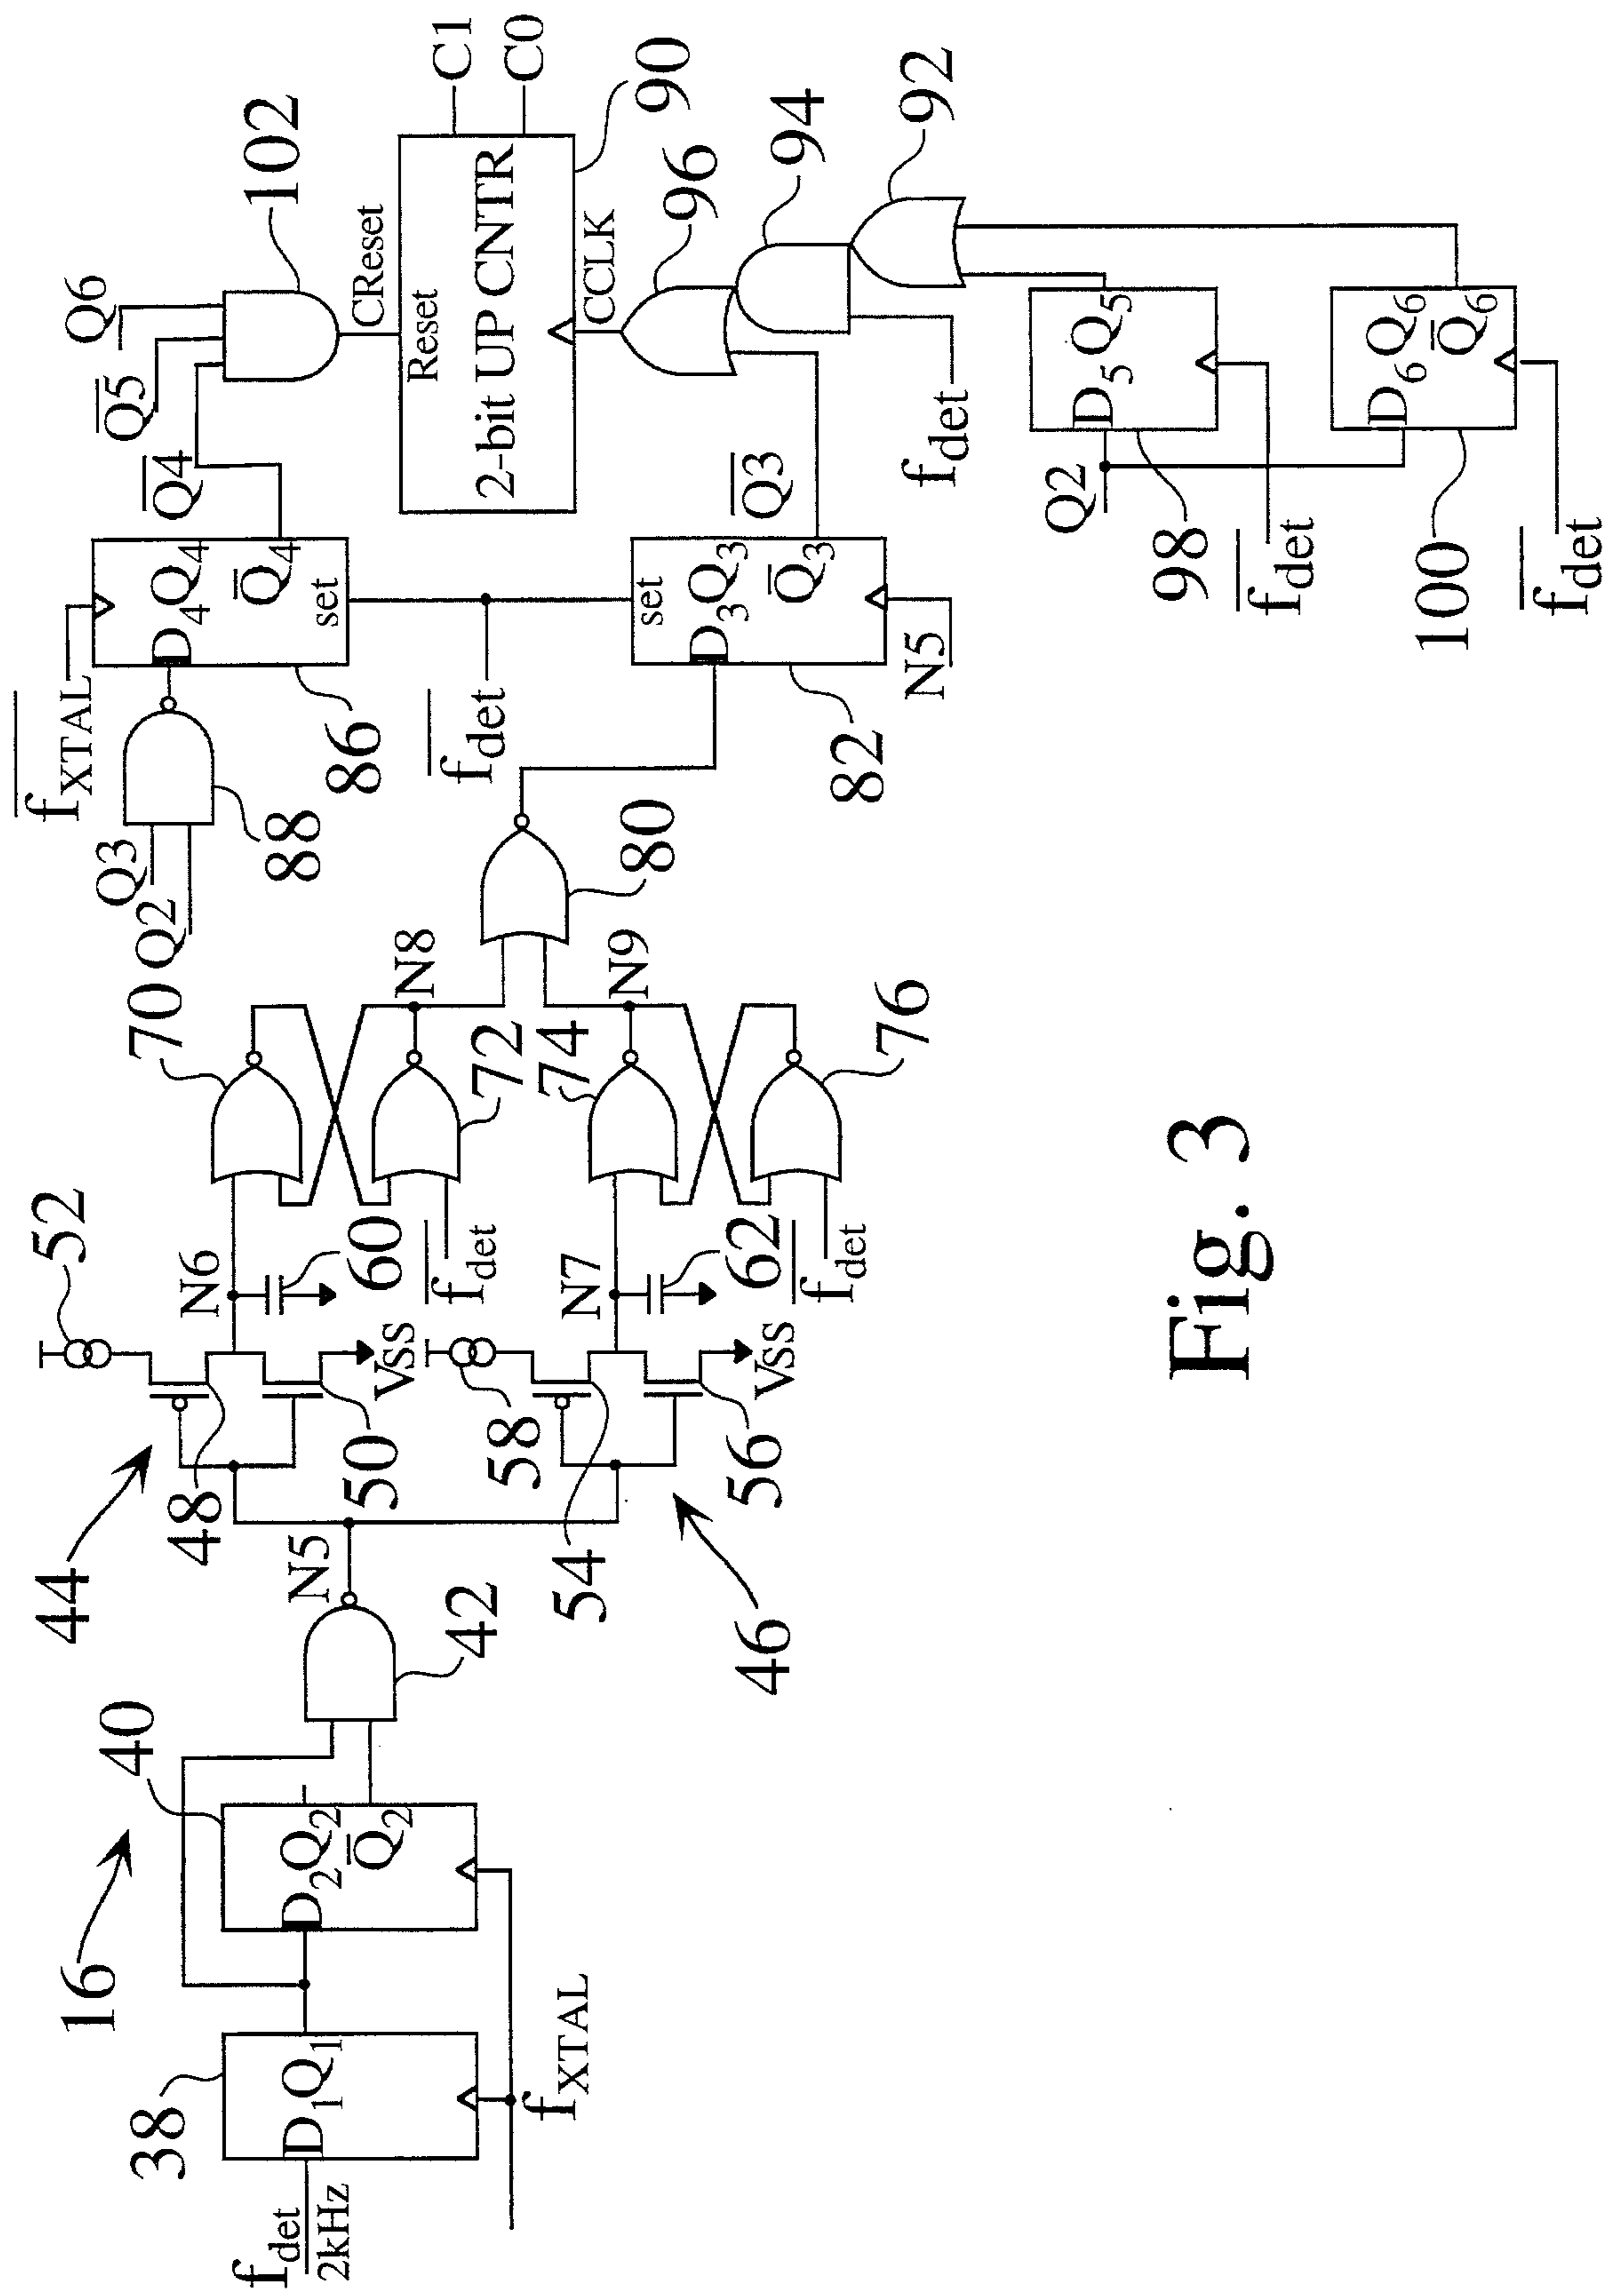 16
38
40
42
f_det
2kHz
D1 Q1
D2 Q2
Q̅2
f_XTAL
N5
44
48
50
52
VSS
N6
60
46
54
56
58
VSS
N7
62
70
72
N8
f̅_det
74
76
N9
f̅_det
80
Q3
Q2
88
f̅_XTAL
D4 Q4
Q̅4
set
86
f̅_det
set
D3 Q3
Q̅3
82
N5
Q̅4
Q̅5
Q6
102
CReset
Reset
2-bit UP CNTR
C1
C0
90
CCLK
96
94
92
Q̅3
f_det
Q2
D5 Q5
98
f̅_det
D6 Q6
Q̅6
100
f̅_det
Fig. 3